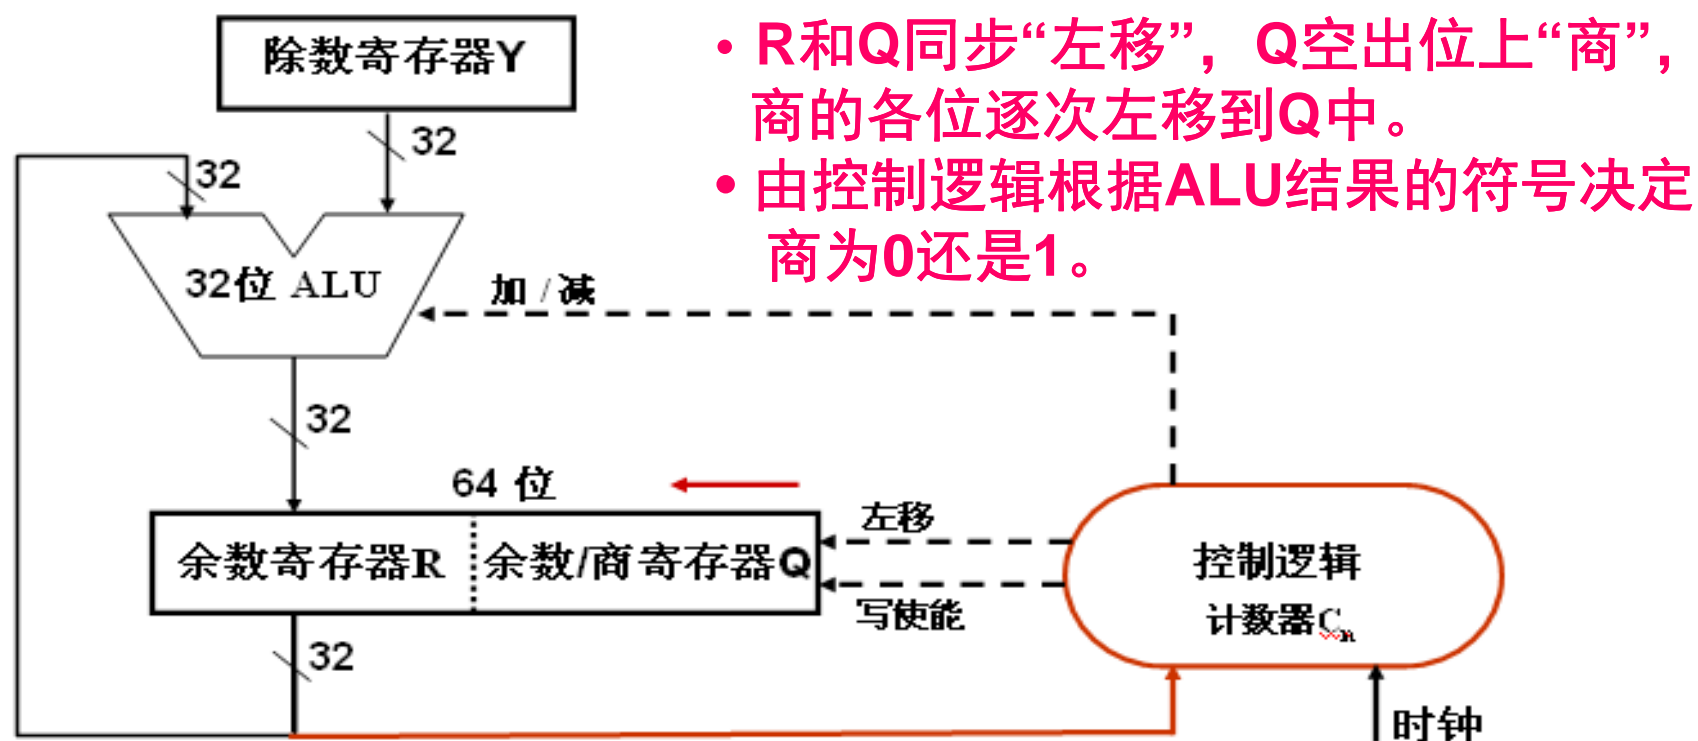 除数寄存器Y
• R和Q同步“左移”，Q空出位上“商”，
商的各位逐次左移到Q中。
• 由控制逻辑根据ALU结果的符号决定
商为0还是1。
32
32
32位 ALU
加 / 减
32
64 位
左移
余数寄存器R
余数/商寄存器Q
写使能
控制逻辑
计数器Cn
32
时钟